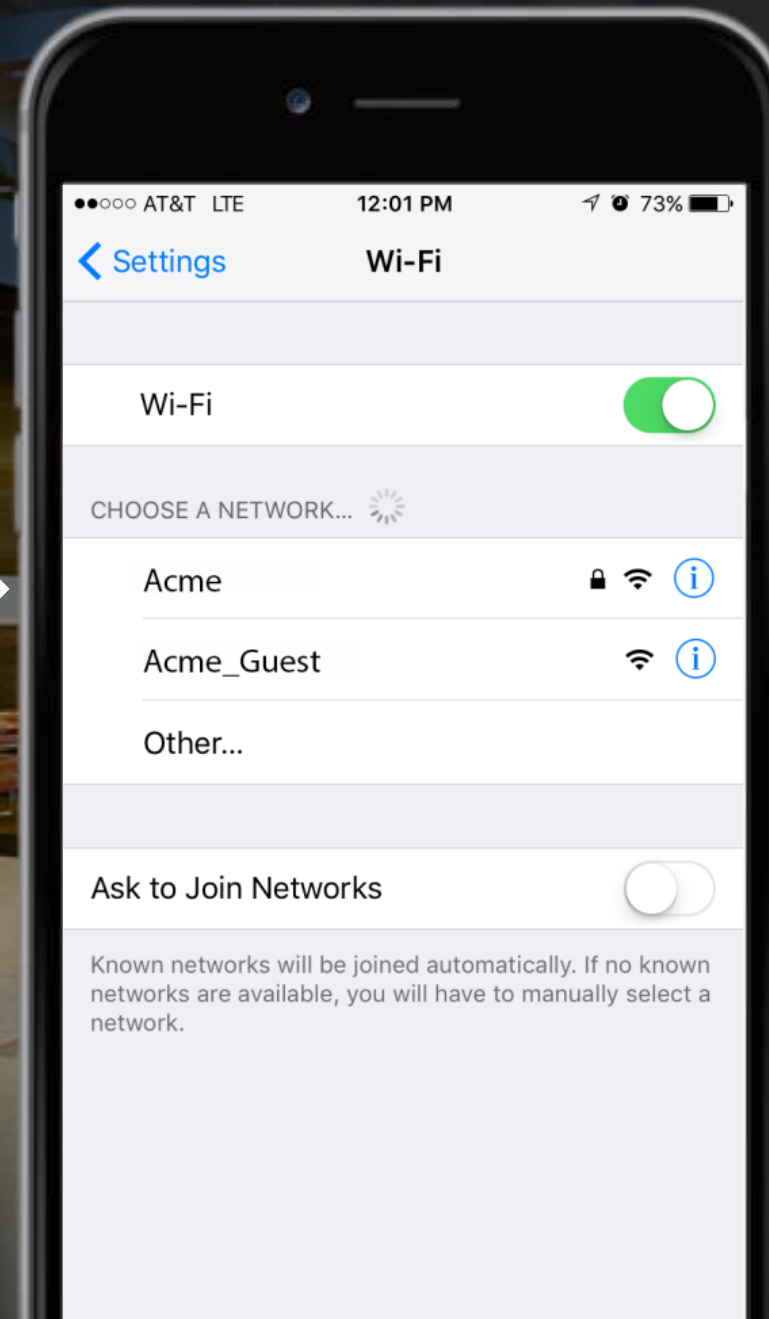 AT&T LTE 12:01 PM 73%
Settings Wi-Fi
Wi-Fi
CHOOSE A NETWORK...
Acme
Acme_Guest
Other...
Ask to Join Networks
Known networks will be joined automatically. If no known
networks are available, you will have to manually select a
network.